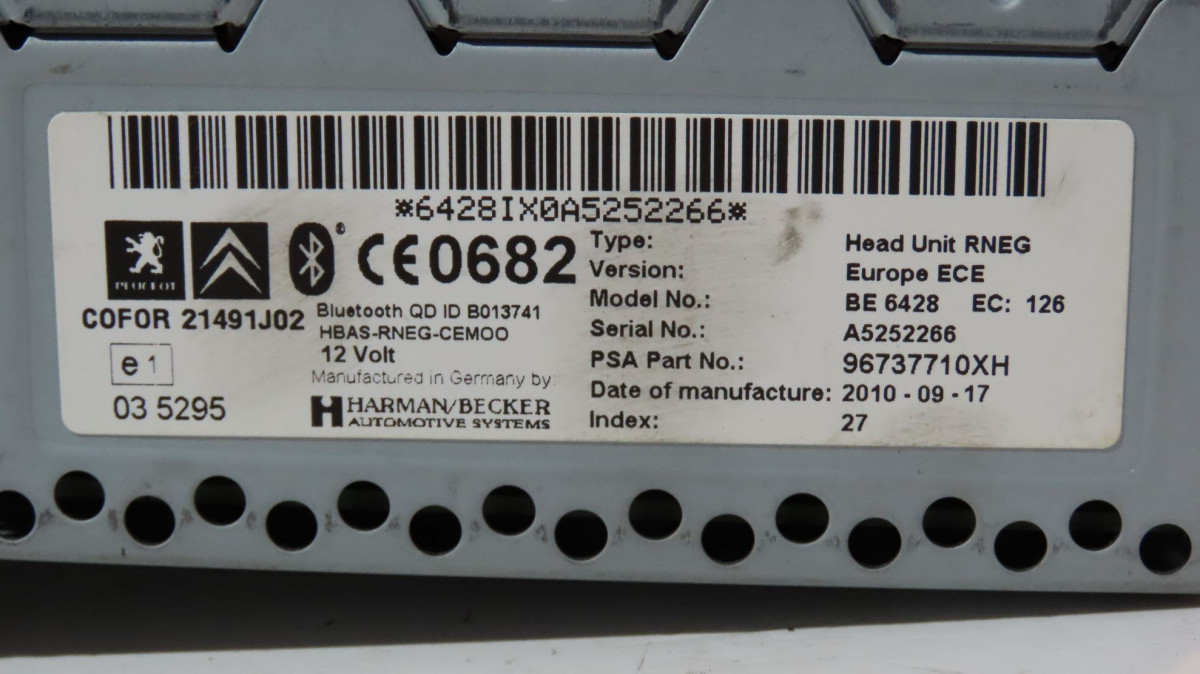 *6428IX0A5252266*
PEUGEOT
CE0682
COFOR 21491J02
Bluetooth QD ID B013741
HBAS-RNEG-CEMOO
12 Volt
Manufactured in Germany by:
HARMAN/BECKER
AUTOMOTIVE SYSTEMS
e1
03 5295
Type: Head Unit RNEG
Version: Europe ECE
Model No.: BE 6428 EC: 126
Serial No.: A5252266
PSA Part No.: 96737710XH
Date of manufacture: 2010 - 09 - 17
Index: 27